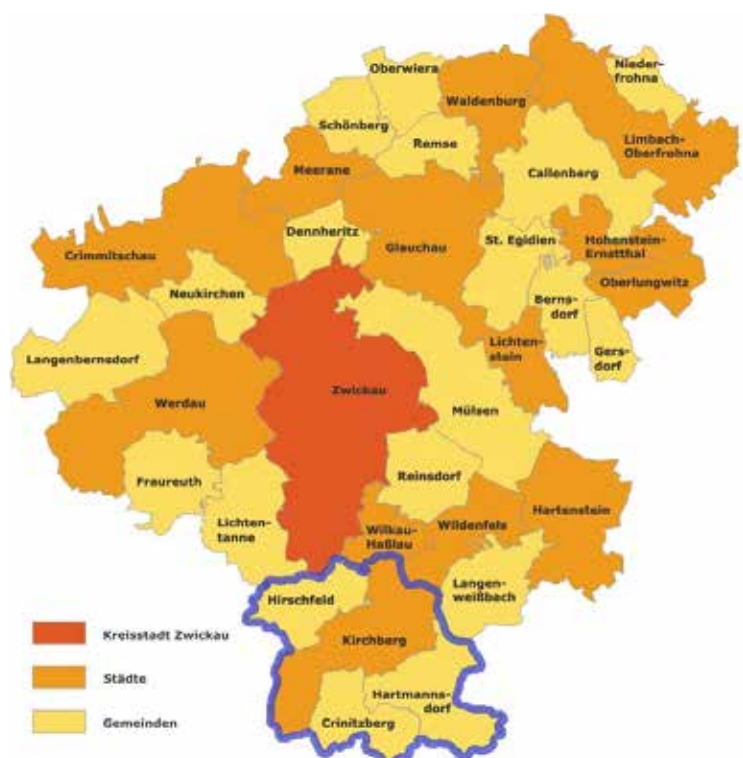 Oberwiera
Nieder-
frohna
Waldenburg
Schönberg
Remse
Limbach-
Oberfrohna
Meerane
Callenberg
Dennheritz
Glauchau
St. Egidien
Hohenstein-
Ernstthal
Crimmitschau
Neukirchen
Oberlungwitz
Berns-
dorf
Langenbernsdorf
Lichten-
stein
Gers-
dorf
Zwickau
Werdau
Mülsen
Reinsdorf
Fraureuth
Hartenstein
Lichten-
tanne
Wilkau-
Haßlau
Wildenfels
Langen-
weißbach
Hirschfeld
Kirchberg
Hartmanns-
dorf
Crinitzberg
Kreisstadt Zwickau
Städte
Gemeinden